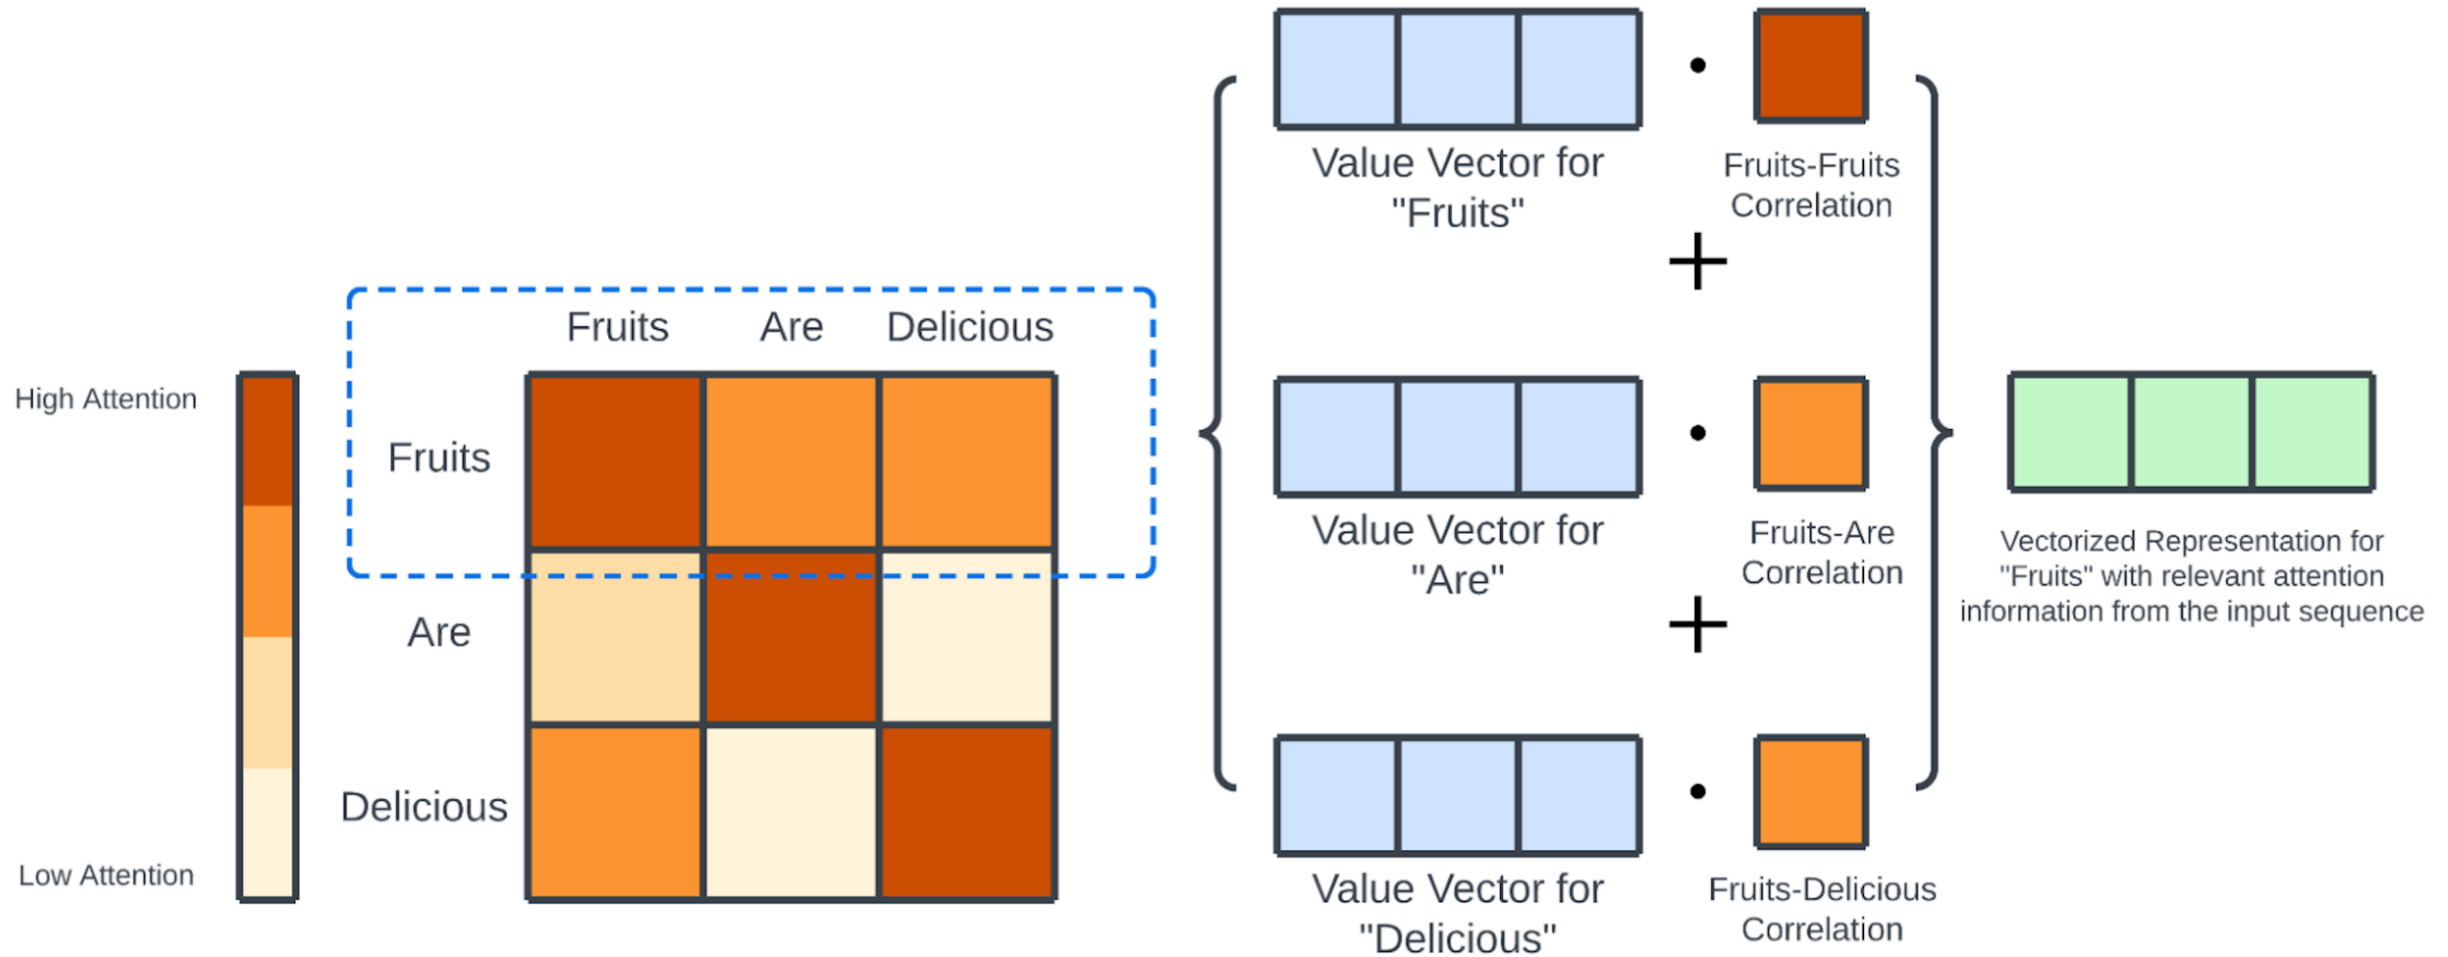 High Attention
Low Attention
Fruits
Are
Delicious
Fruits
Are
Delicious
Value Vector for
"Fruits"
Fruits-Fruits
Correlation
+
Value Vector for
"Are"
Fruits-Are
Correlation
+
Value Vector for
"Delicious"
Fruits-Delicious
Correlation
Vectorized Representation for
"Fruits" with relevant attention
information from the input sequence